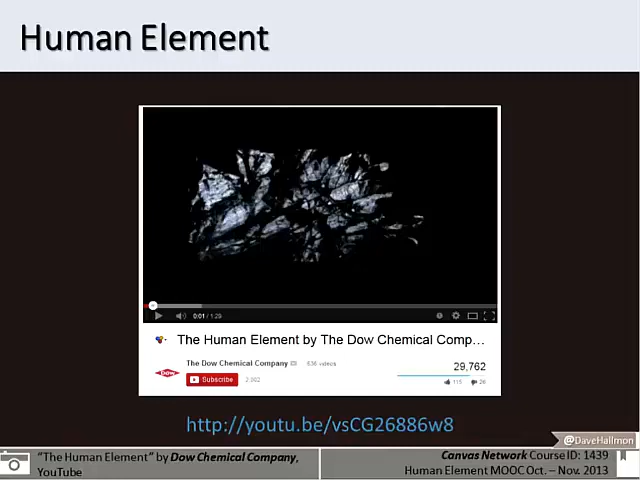 Human Element
0:01 / 1:29
The Human Element by The Dow Chemical Comp...
The Dow Chemical Company
536 videos
Dow
Subscribe
2 302
29,762
115
26
http://youtu.be/vsCG26886w8
@DaveHallmon
"The Human Element" by Dow Chemical Company,
YouTube
Canvas Network Course ID: 1439
Human Element MOOC Oct. – Nov. 2013